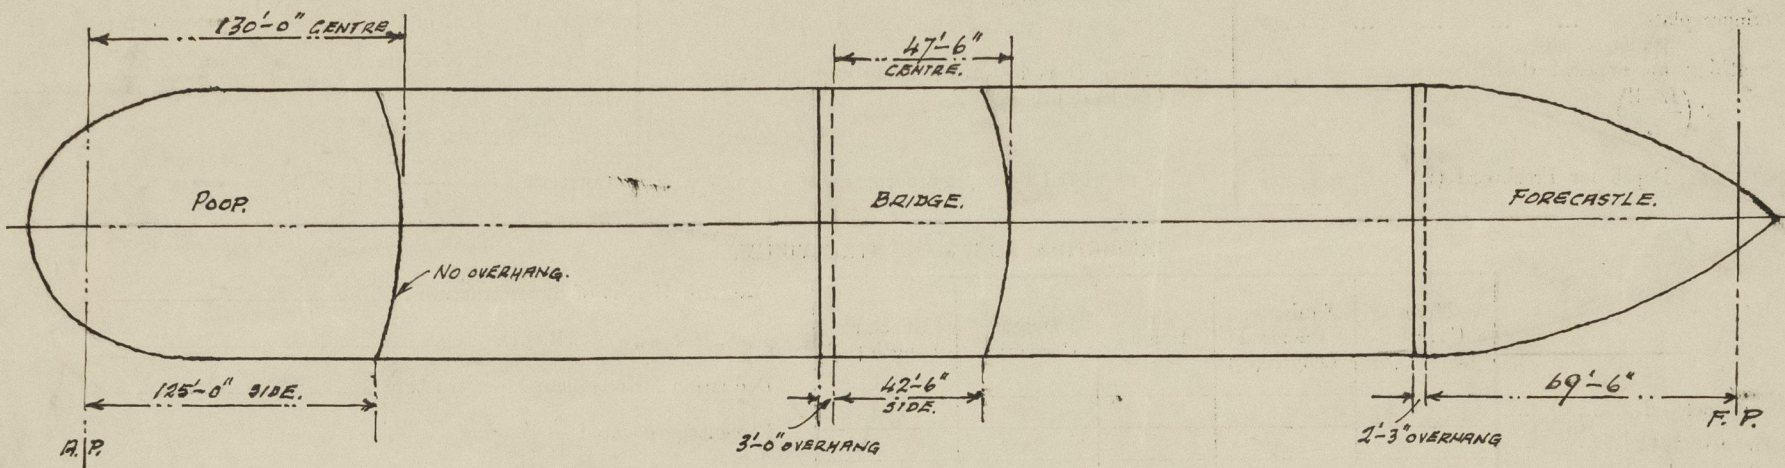 130'-0" CENTRE.
47'-6"
CENTRE.
POOP.
BRIDGE.
FORECASTLE.
NO OVERHANG.
125'-0" SIDE.
42'-6"
SIDE.
69'-6"
3'-0" OVERHANG
2'-3" OVERHANG
A.P.
F. P.